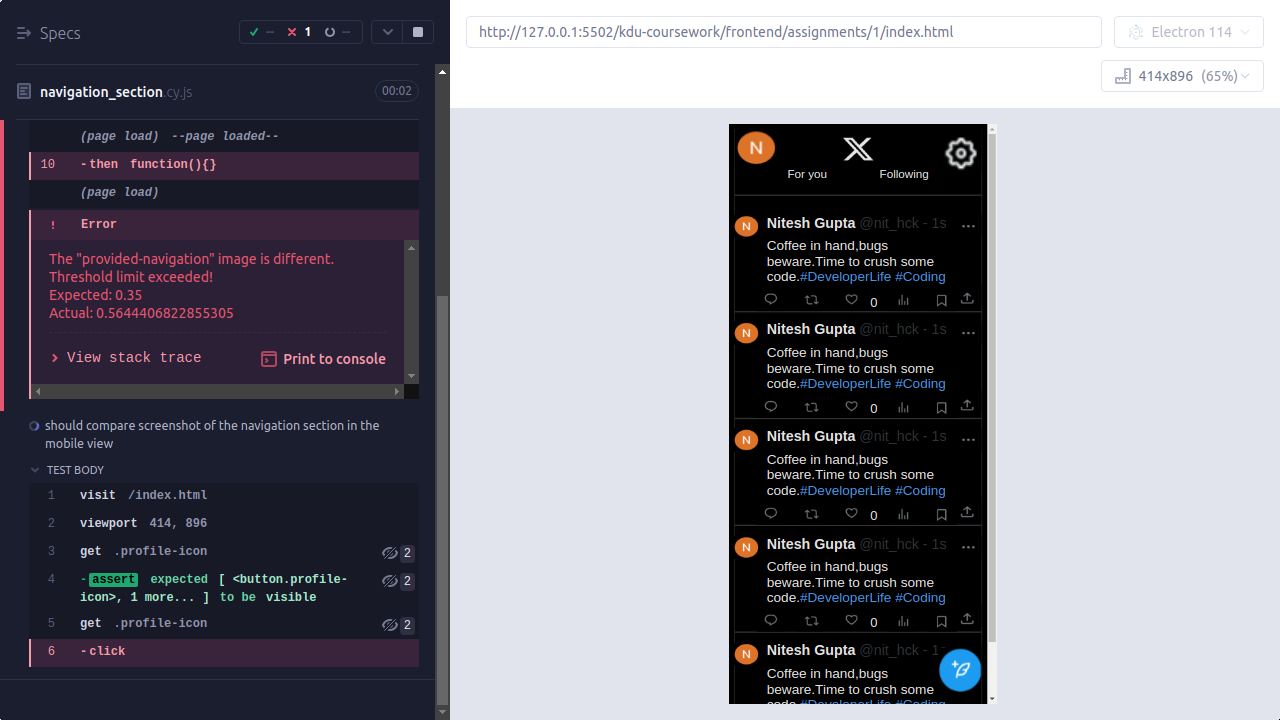 Specs
✓ -- ✕ 1 --
navigation_section.cy.js
00:02
(page load) --page loaded--
10 -then function(){}
(page load)
! Error
The "provided-navigation" image is different.
Threshold limit exceeded!
Expected: 0.35
Actual: 0.5644406822855305
View stack trace
Print to console
should compare screenshot of the navigation section in the
mobile view
TEST BODY
1 visit /index.html
2 viewport 414, 896
3 get .profile-icon 2
4 -assert expected [ <button.profile-
icon>, 1 more... ] to be visible 2
5 get .profile-icon 2
6 -click
http://127.0.0.1:5502/kdu-coursework/frontend/assignments/1/index.html
Electron 114
414x896 (65%)
N
X
For you
Following
N
Nitesh Gupta @nit_hck - 1s ...
Coffee in hand,bugs
beware.Time to crush some
code.#DeveloperLife #Coding
0
N
Nitesh Gupta @nit_hck - 1s ...
Coffee in hand,bugs
beware.Time to crush some
code.#DeveloperLife #Coding
0
N
Nitesh Gupta @nit_hck - 1s ...
Coffee in hand,bugs
beware.Time to crush some
code.#DeveloperLife #Coding
0
N
Nitesh Gupta @nit_hck - 1s ...
Coffee in hand,bugs
beware.Time to crush some
code.#DeveloperLife #Coding
0
N
Nitesh Gupta @nit_hck - 1s
Coffee in hand,bugs
beware.Time to crush some
code.#DeveloperLife #Coding